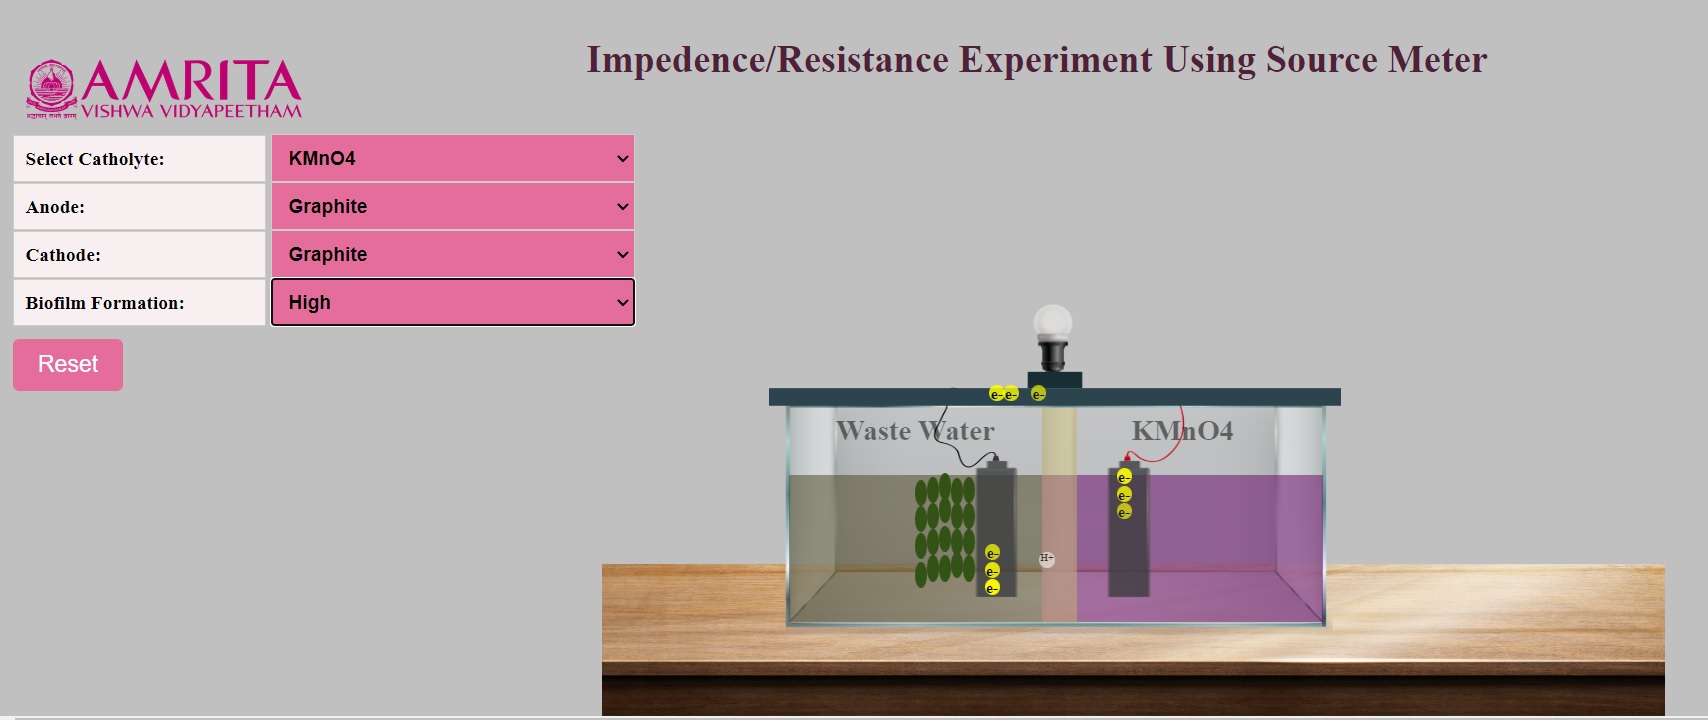 Impedence/Resistance Experiment Using Source Meter
AMRITA
VISHWA VIDYAPEETHAM
Select Catholyte: KMnO4
Anode: Graphite
Cathode: Graphite
Biofilm Formation: High
Reset
e- e- e-
Waste Water KMnO4
e-
e-
e-
e-
e-
e-
H+